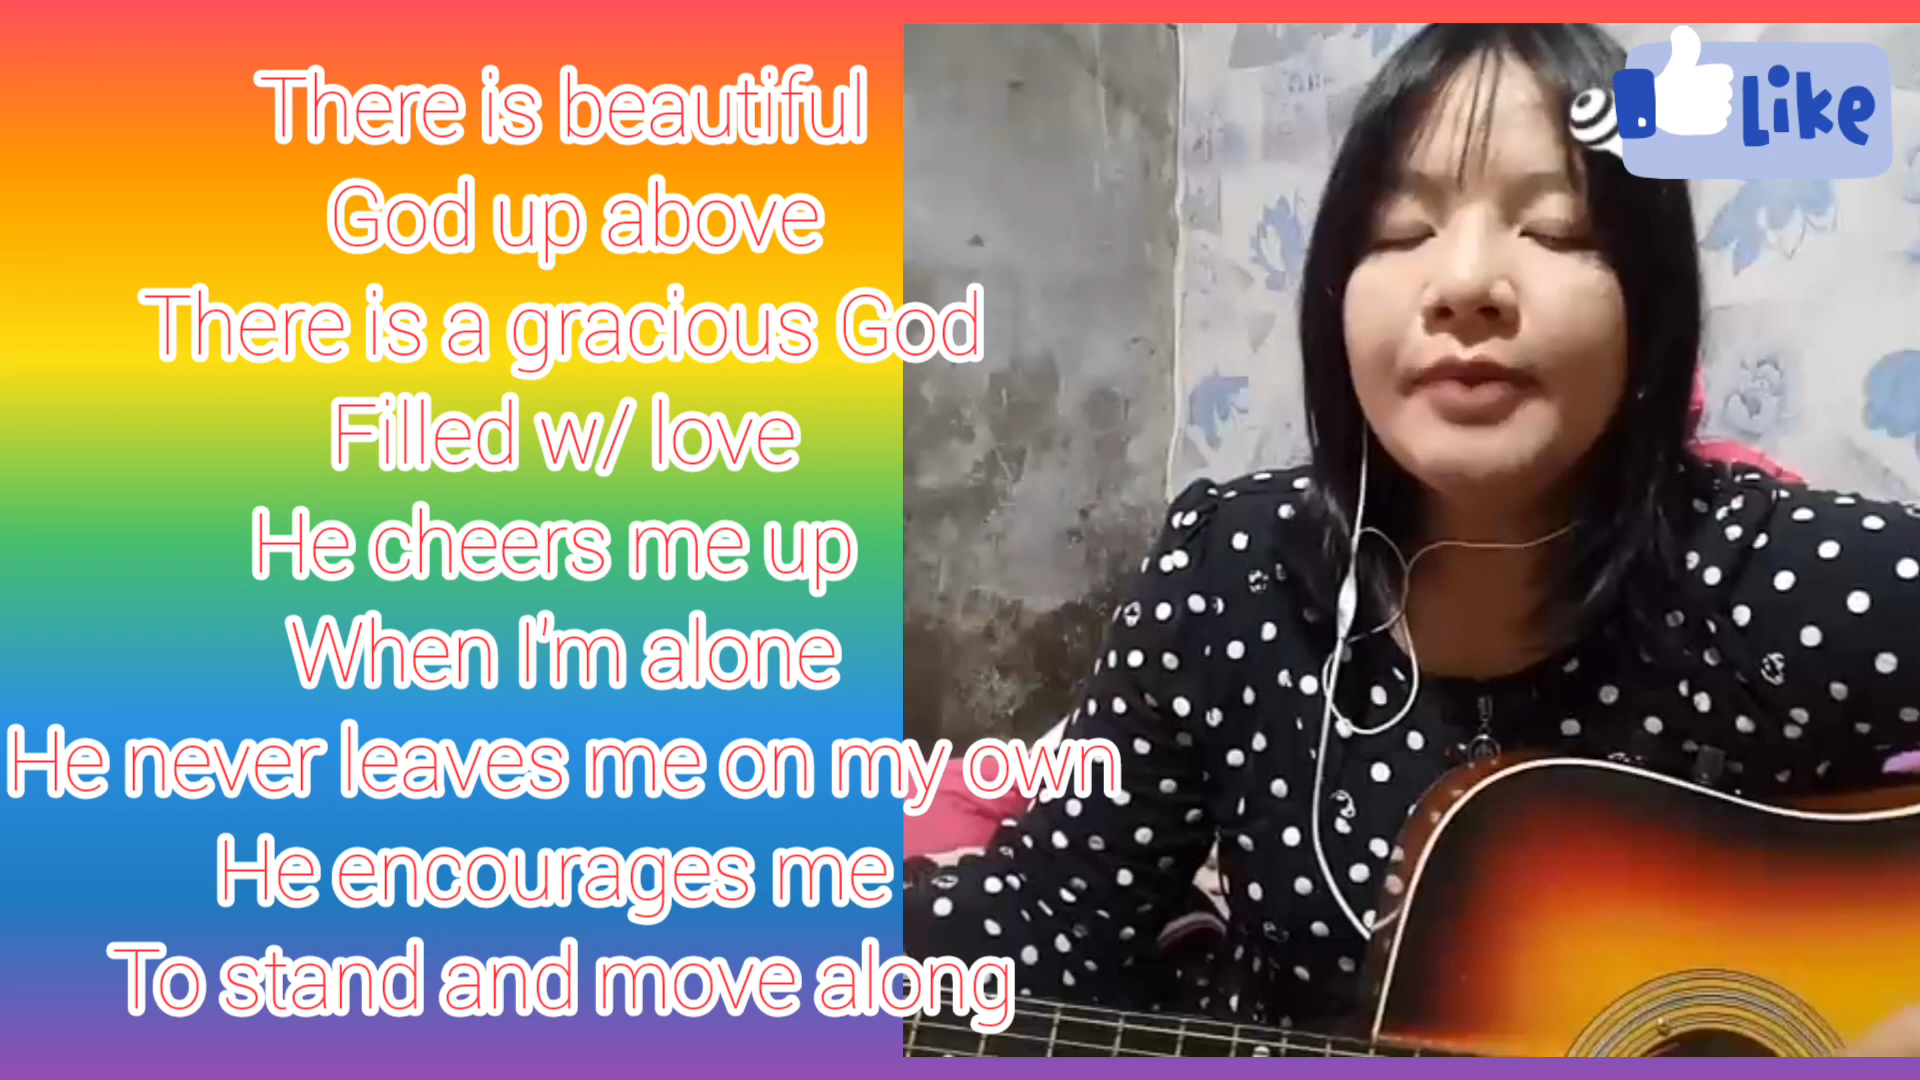 There is beautiful
God up above
There is a gracious God
Filled w/ love
He cheers me up
When I'm alone
He never leaves me on my own
He encourages me
To stand and move along
Like